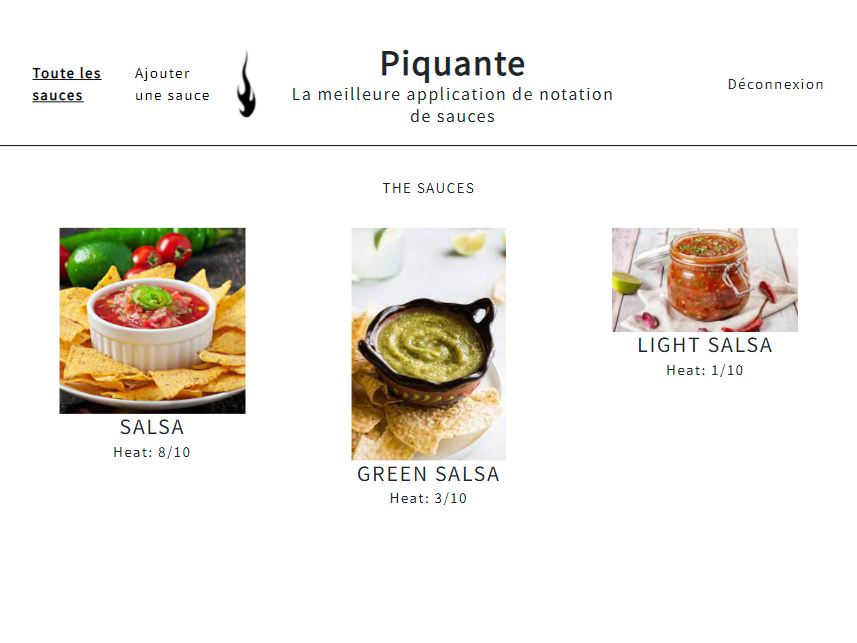 Toute les
sauces
Ajouter
une sauce
Piquante
La meilleure application de notation
de sauces
Déconnexion
THE SAUCES
SALSA
Heat: 8/10
GREEN SALSA
Heat: 3/10
LIGHT SALSA
Heat: 1/10